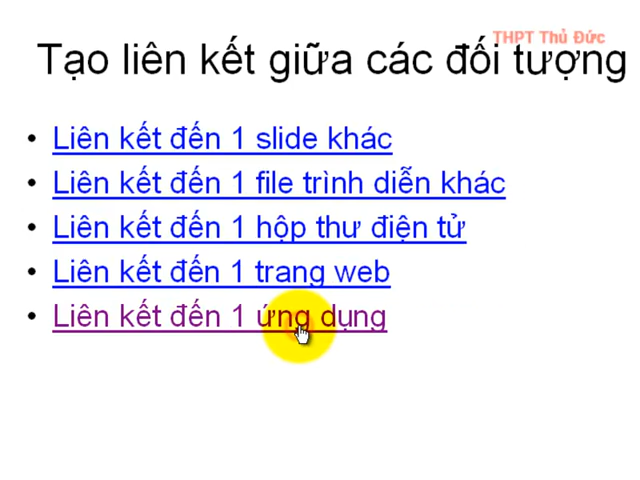 THPT Thủ Đức
Tạo liên kết giữa các đối tượng
• Liên kết đến 1 slide khác
• Liên kết đến 1 file trình diễn khác
• Liên kết đến 1 hộp thư điện tử
• Liên kết đến 1 trang web
• Liên kết đến 1 ứng dụng